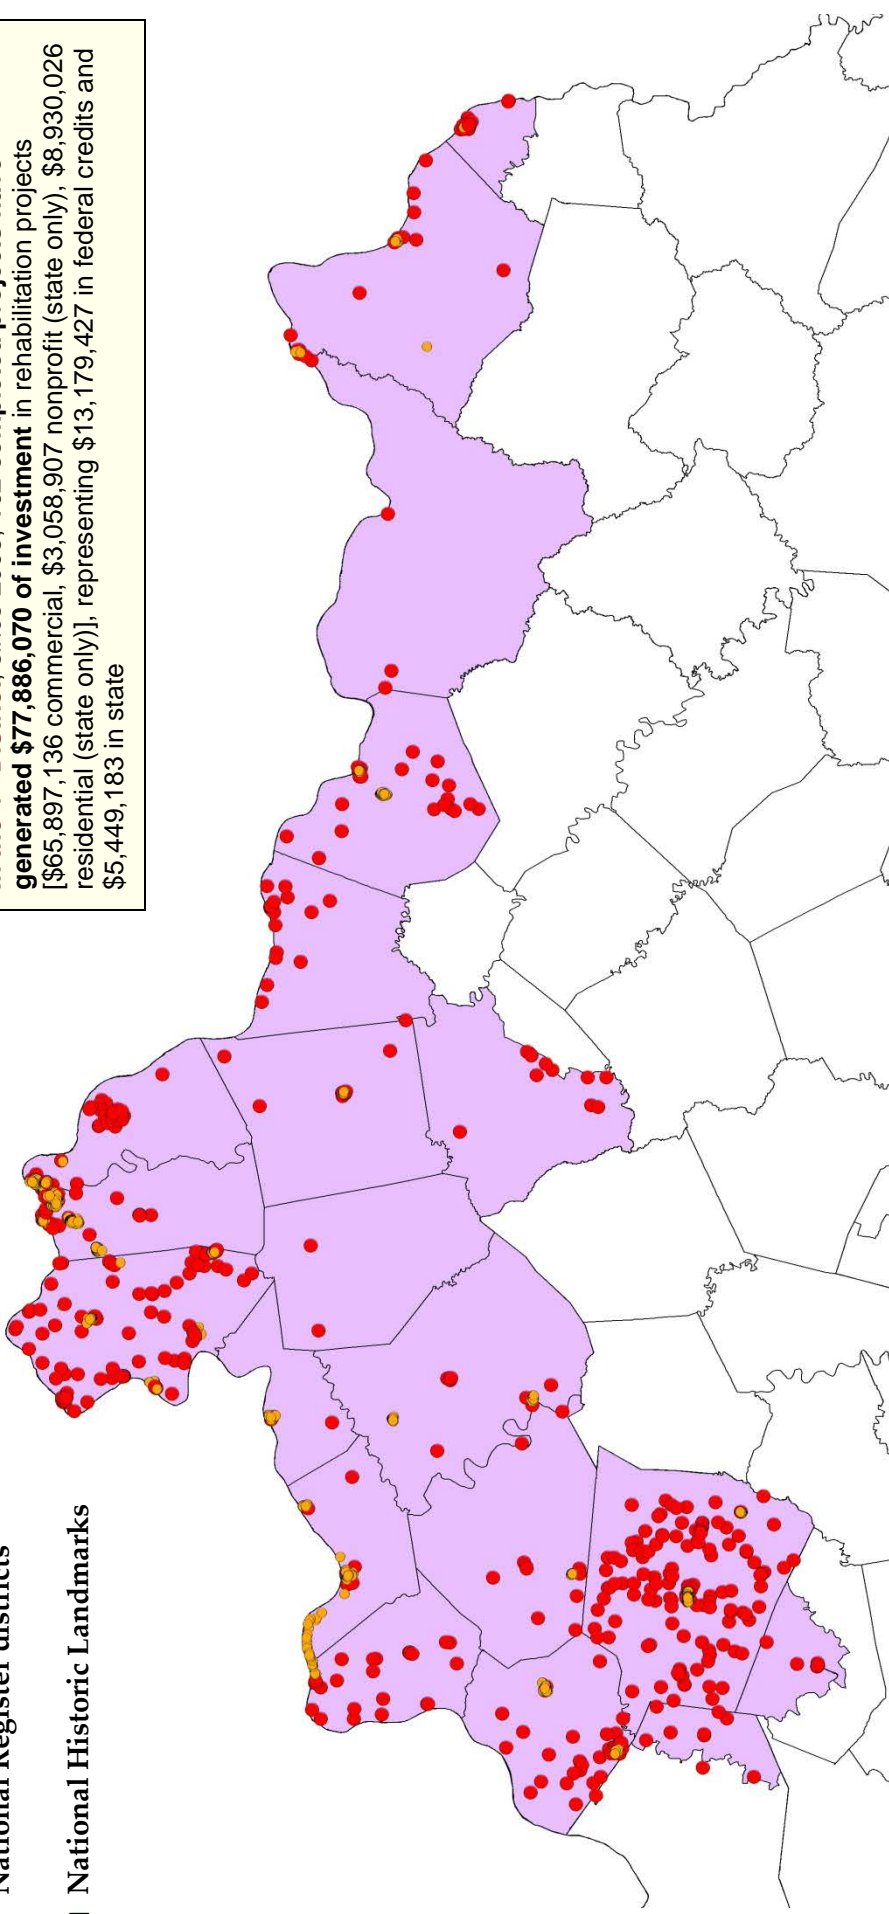 generated $77,886,070 of investment in rehabilitation projects
[$65,897,136 commercial, $3,058,907 nonprofit (state only), $8,930,026
residential (state only)], representing $13,179,427 in federal credits and
$5,449,183 in state
National Register districts
National Historic Landmarks